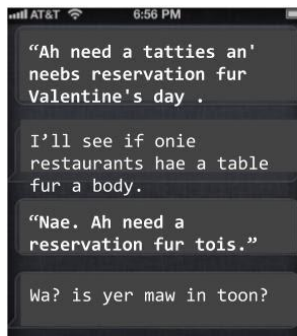 AT&T 6:56 PM
“Ah need a tatties an'
neebs reservation fur
Valentine's day .
I’ll see if onie
restaurants hae a table
fur a body.
“Nae. Ah need a
reservation fur tois.”
Wa? is yer maw in toon?